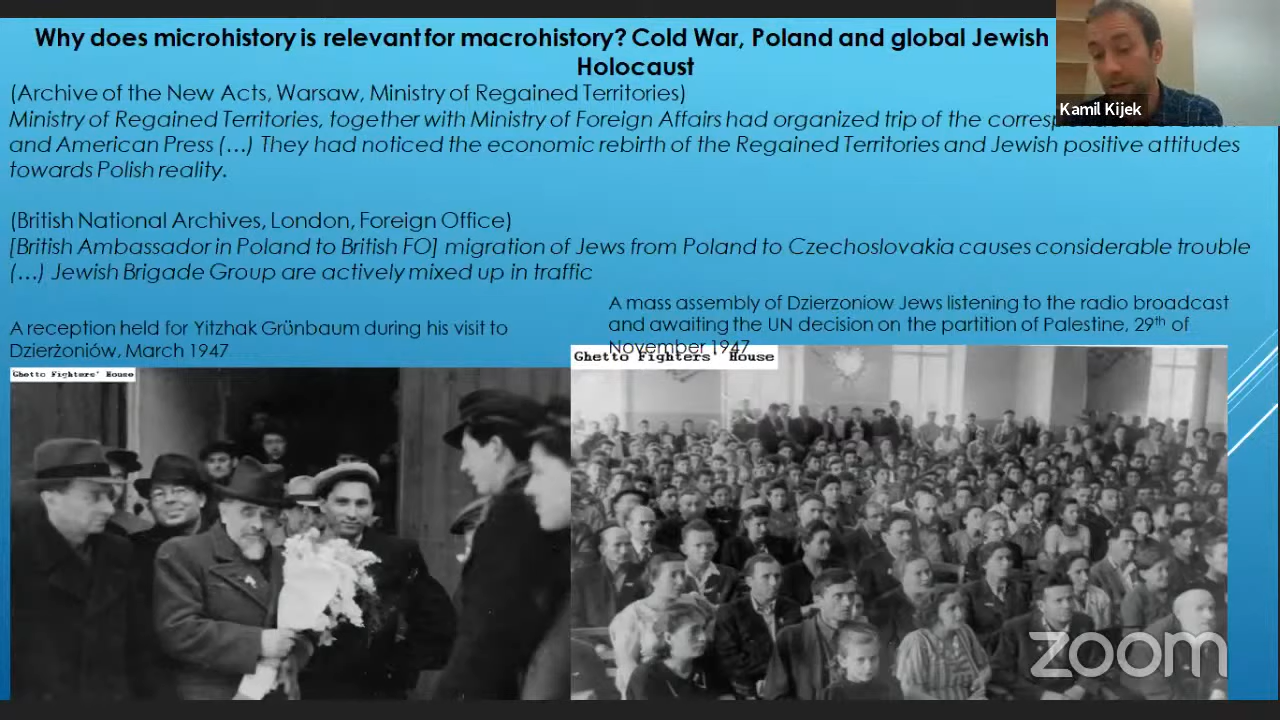 Why does microhistory is relevant for macrohistory? Cold War, Poland and global Jewish
Holocaust
(Archive of the New Acts, Warsaw, Ministry of Regained Territories)
Ministry of Regained Territories, together with Ministry of Foreign Affairs had organized trip of the
and American Press (…) They had noticed the economic rebirth of the Regained Territories and Jewish positive attitudes
towards Polish reality.
(British National Archives, London, Foreign Office)
[British Ambassador in Poland to British FO] migration of Jews from Poland to Czechoslovakia causes considerable trouble
(…) Jewish Brigade Group are actively mixed up in traffic
A reception held for Yitzhak Grünbaum during his visit to
Dzierżoniów, March 1947
A mass assembly of Dzierzoniow Jews listening to the radio broadcast
and awaiting the UN decision on the partition of Palestine, 29th of
November 1947
Ghetto Fighters' House
Ghetto Fighters' House
Kamil Kijek
zoom